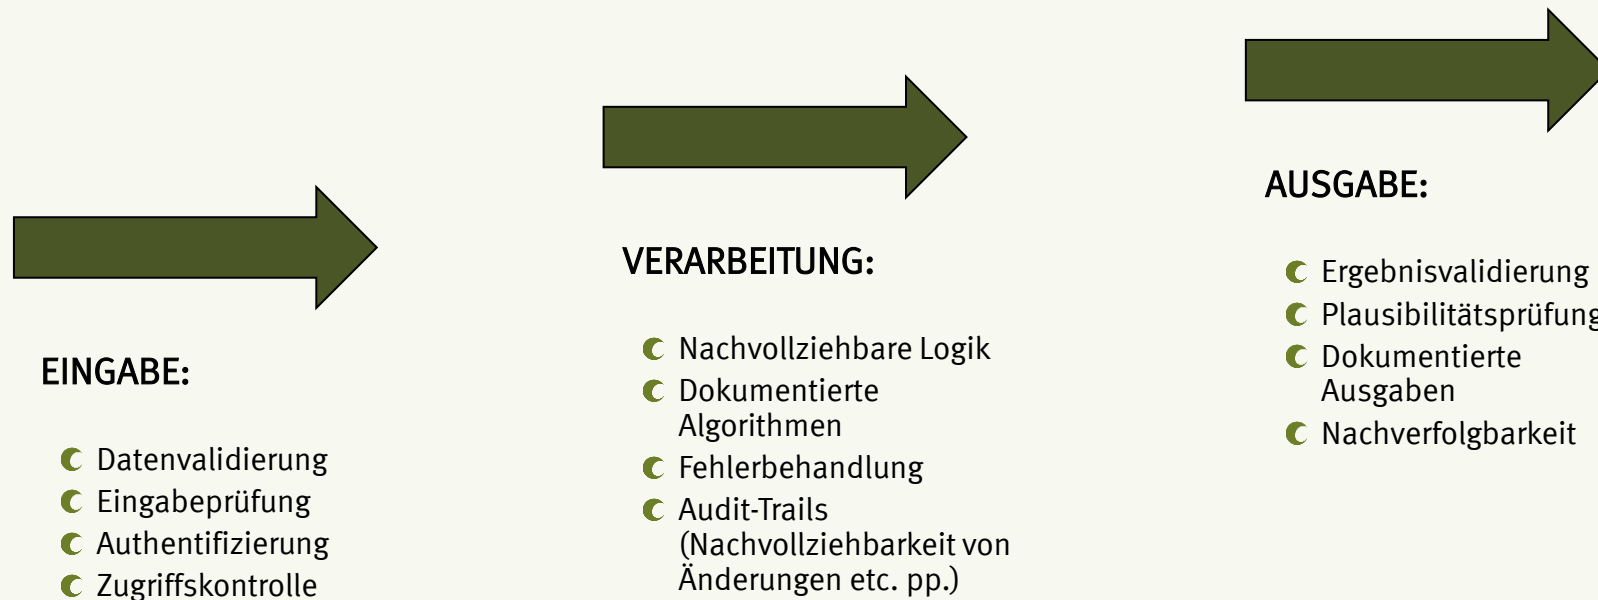 EINGABE:
Datenvalidierung
Eingabeprüfung
Authentifizierung
Zugriffskontrolle
VERARBEITUNG:
Nachvollziehbare Logik
Dokumentierte
Algorithmen
Fehlerbehandlung
Audit-Trails
(Nachvollziehbarkeit von
Änderungen etc. pp.)
AUSGABE:
Ergebnisvalidierung
Plausibilitätsprüfung
Dokumentierte
Ausgaben
Nachverfolgbarkeit